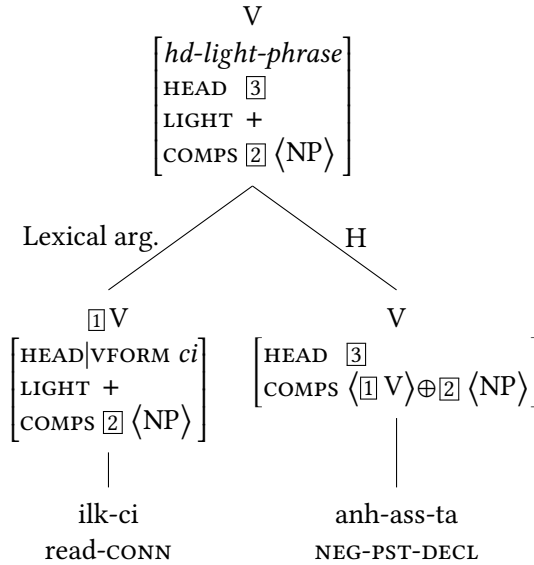 V
hd-light-phrase
HEAD 3
LIGHT +
COMPS 2 ⟨NP⟩
Lexical arg. H
1 V V
HEAD|VFORM ci HEAD 3
LIGHT + COMPS ⟨1 V⟩⊕2 ⟨NP⟩
COMPS 2 ⟨NP⟩
ilk-ci anh-ass-ta
read-CONN NEG-PST-DECL